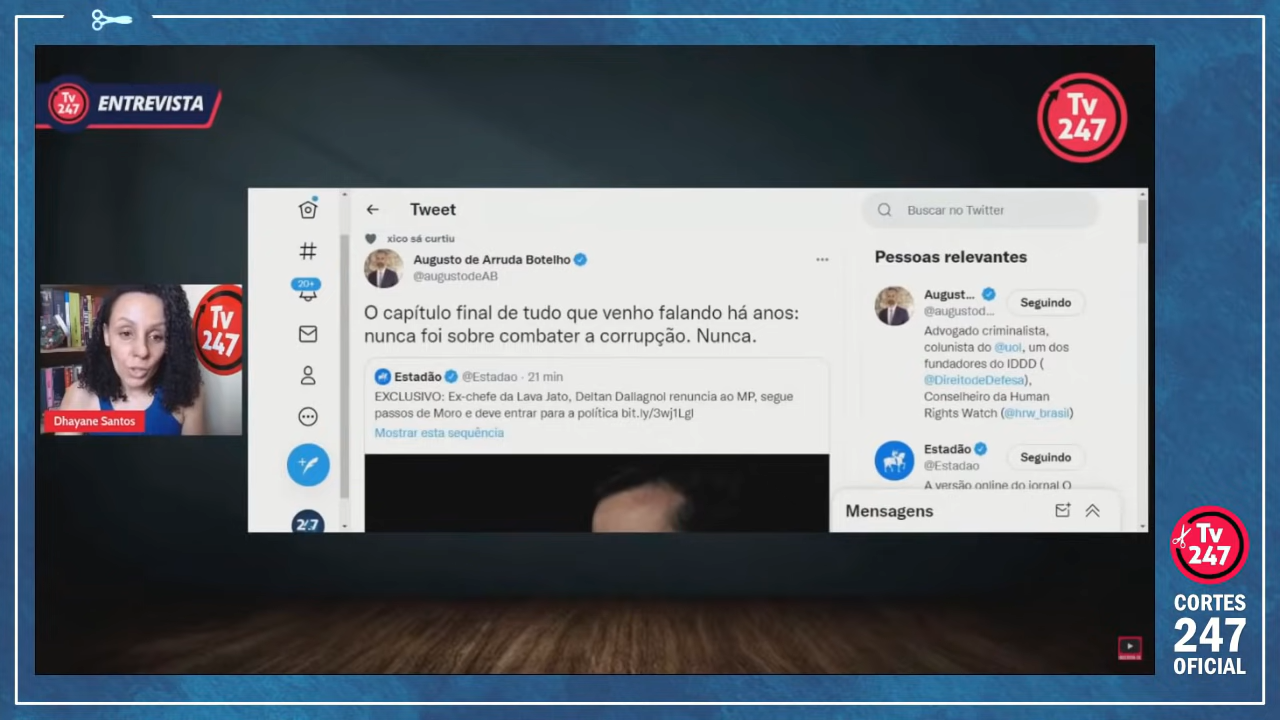 Tv
247
ENTREVISTA
Tv
247
Tweet
Buscar no Twitter
xico sá curtiu
Augusto de Arruda Botelho
@augustodeAB
O capítulo final de tudo que venho falando há anos:
nunca foi sobre combater a corrupção. Nunca.
Estadão @Estadao · 21 min
EXCLUSIVO: Ex-chefe da Lava Jato, Deltan Dallagnol renuncia ao MP, segue
passos de Moro e deve entrar para a política bit.ly/3wj1LgI
Mostrar esta sequência
20+
247
Pessoas relevantes
August...
@augustod...
Seguindo
Advogado criminalista,
colunista do @uol, um dos
fundadores do IDDD (
@DireitodeDefesa),
Conselheiro da Human
Rights Watch (@hrw_brasil)
Estadão
@Estadao
Seguindo
A versão online do jornal O
Mensagens
Tv
247
Dhayane Santos
Tv
247
CORTES
247
OFICIAL